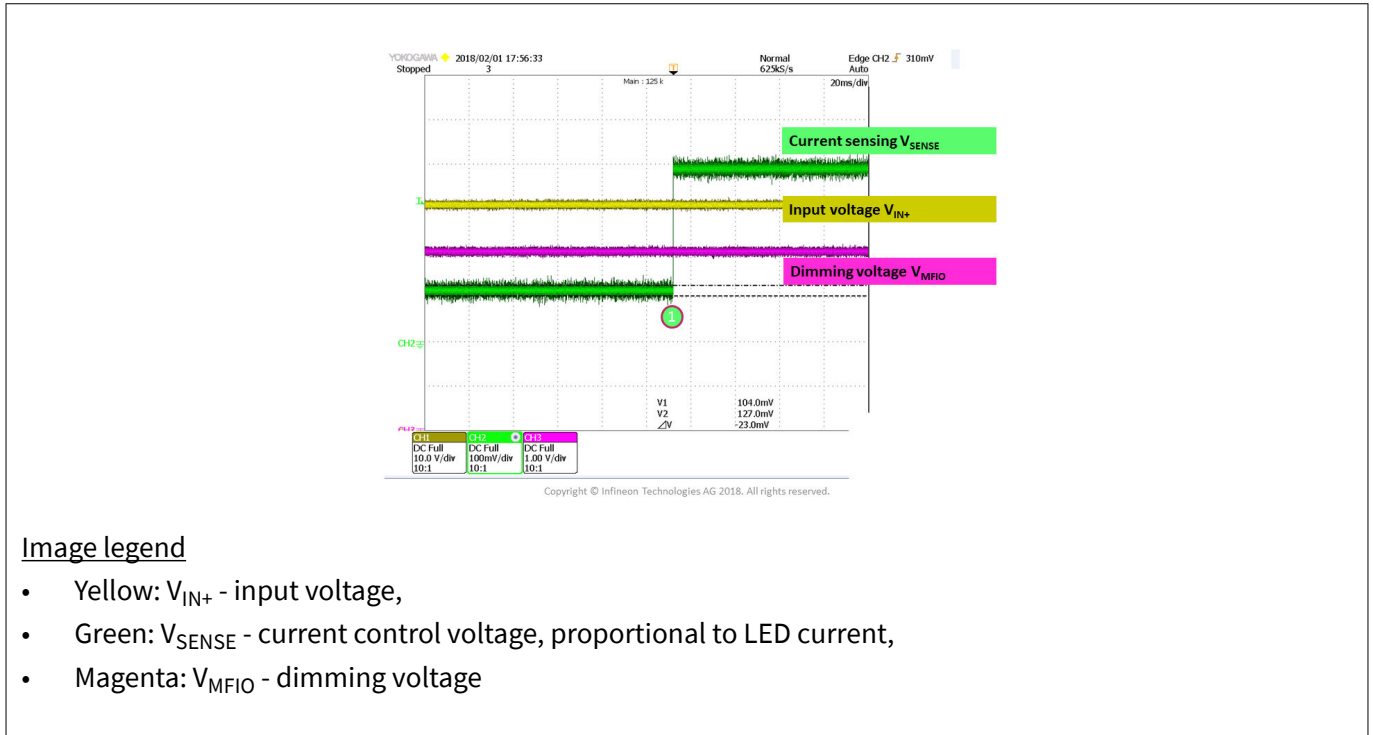 YOKOGAWA 2018/02/01 17:56:33 Normal Edge CH2 310mV
Stopped 3 625kS/s Auto
Main : 125 k 20ms/div
Current sensing VSENSE
Input voltage VIN+
Dimming voltage VMFIO
1
CH2
V1 104.0mV
V2 127.0mV
⊿V -23.0mV
CH3
CH1 CH2 CH3
DC Full DC Full DC Full
10.0 V/div 100mV/div 1.00 V/div
10:1 10:1 10:1
Copyright © Infineon Technologies AG 2018. All rights reserved.
Image legend
• Yellow: VIN+ - input voltage,
• Green: VSENSE - current control voltage, proportional to LED current,
• Magenta: VMFIO - dimming voltage